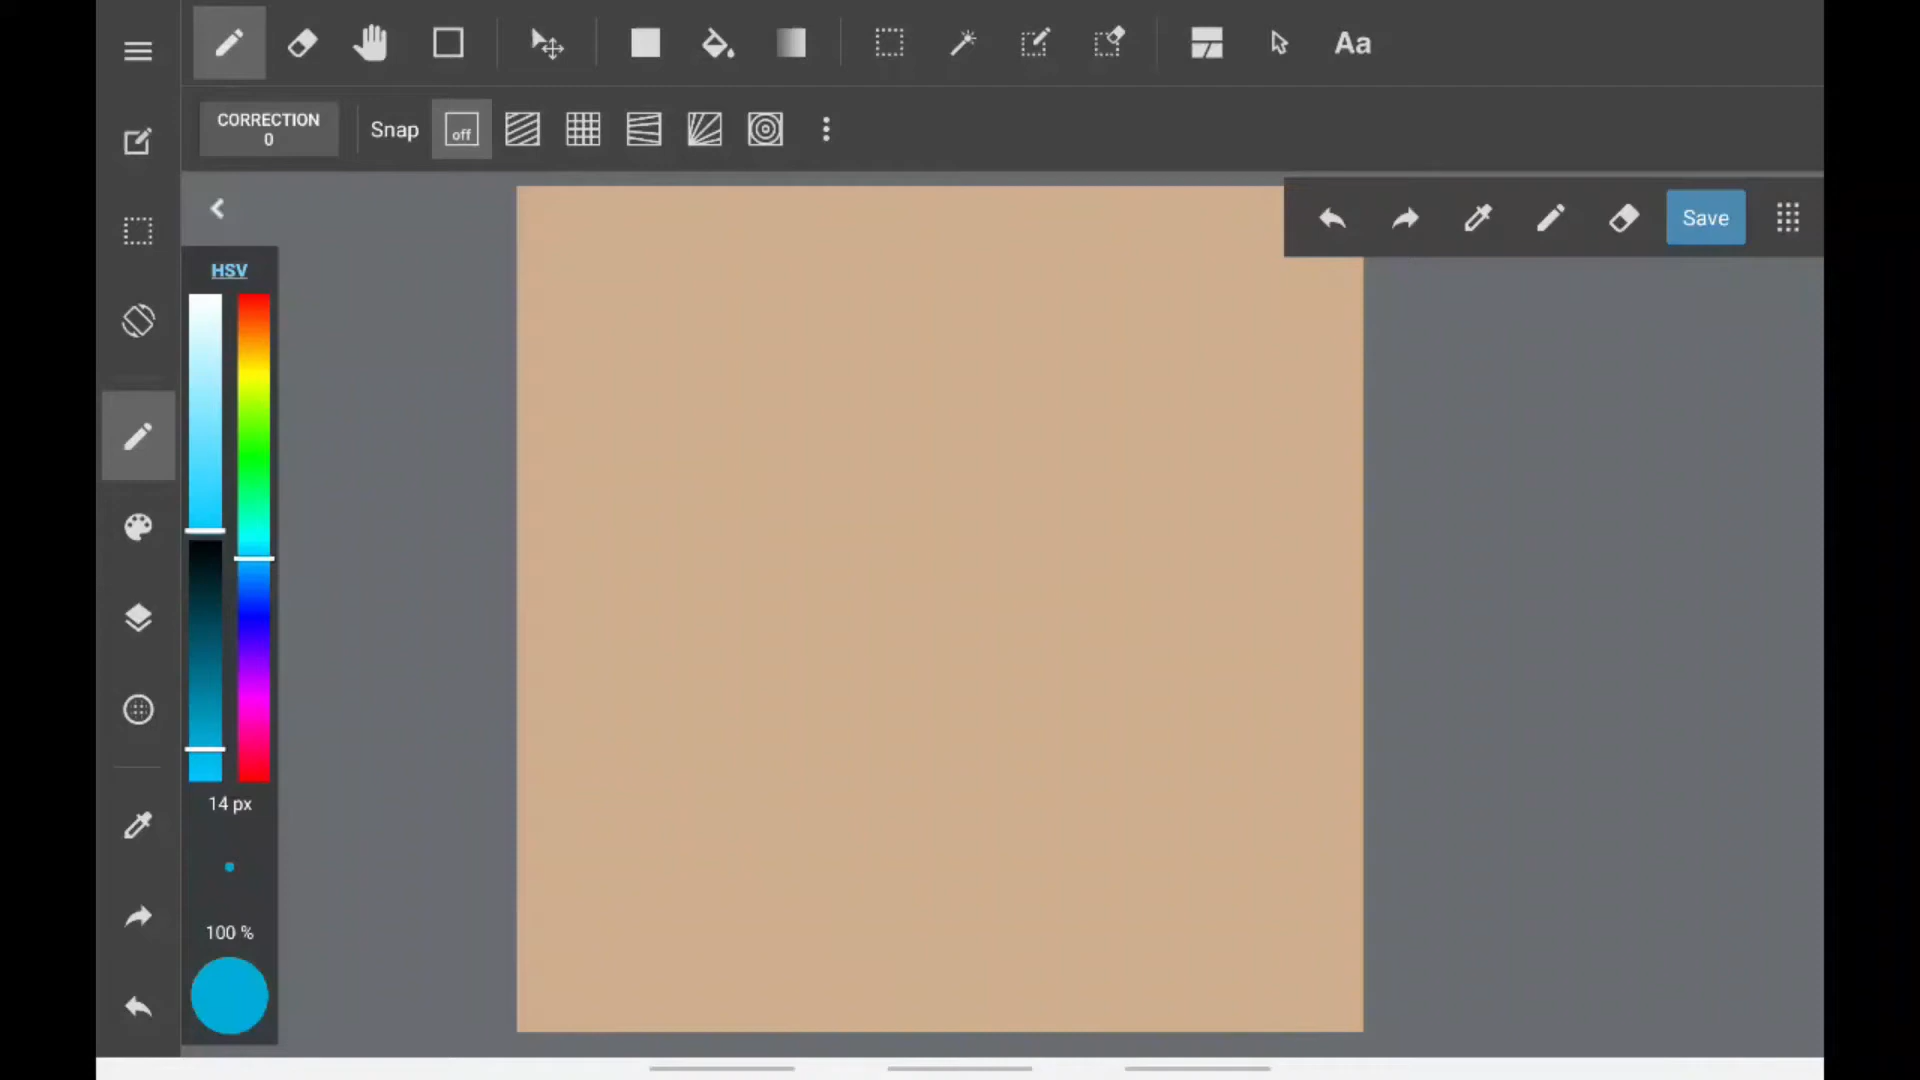 Aa
CORRECTION
0
Snap
off
Save
HSV
14 px
100 %